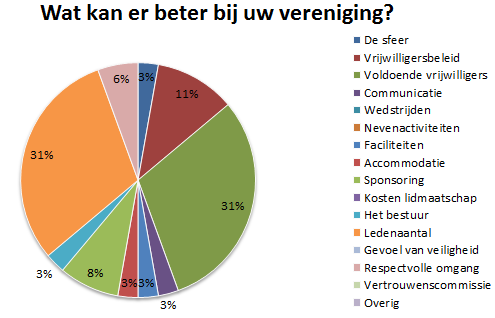 Wat kan er beter bij uw vereniging?
De sfeer
Vrijwilligersbeleid
Voldoende vrijwilligers
Communicatie
Wedstrijden
Nevenactiviteiten
Faciliteiten
Accommodatie
Sponsoring
Kosten lidmaatschap
Het bestuur
Ledenaantal
Gevoel van veiligheid
Respectvolle omgang
Vertrouwenscommissie
Overig
3%
11%
31%
3%
3%
3%
8%
3%
31%
6%